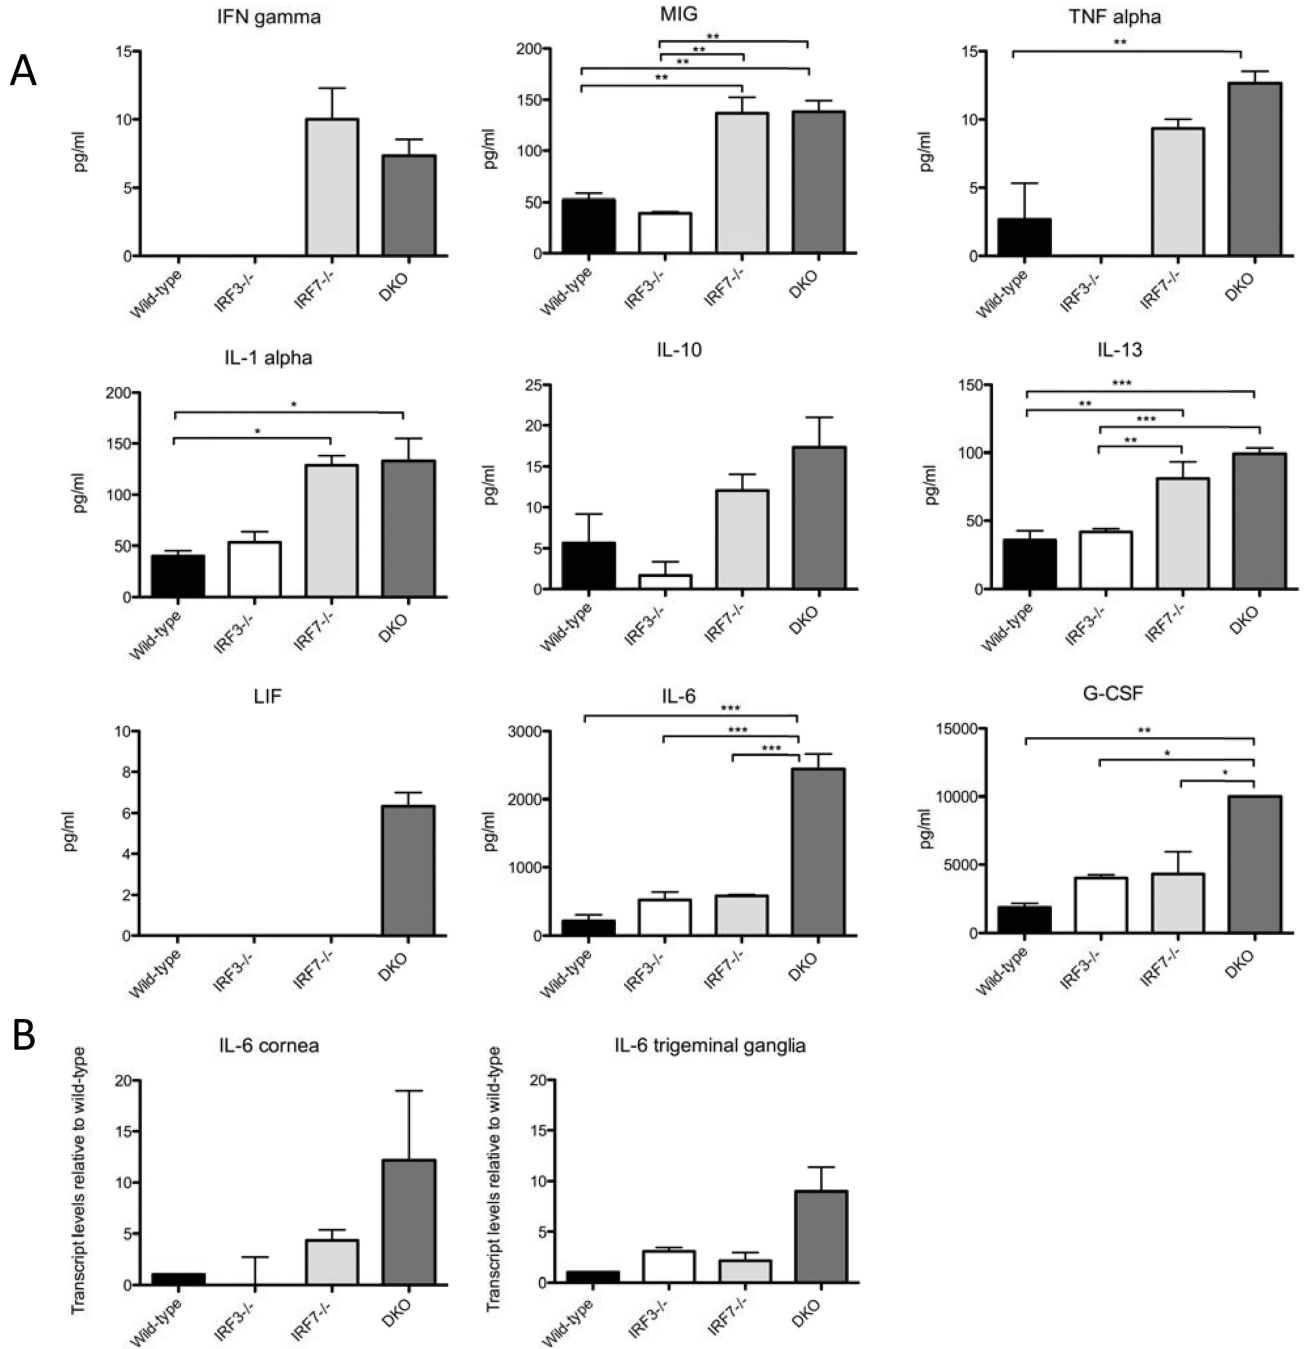 A
IFN gamma
pg/ml
15
10
5
0
Wild-type
IRF3-/-
IRF7-/-
DKO
MIG
pg/ml
200
150
100
50
0
**
**
**
**
Wild-type
IRF3-/-
IRF7-/-
DKO
TNF alpha
pg/ml
15
10
5
0
**
Wild-type
IRF3-/-
IRF7-/-
DKO
IL-1 alpha
pg/ml
200
150
100
50
0
*
*
Wild-type
IRF3-/-
IRF7-/-
DKO
IL-10
pg/ml
25
20
15
10
5
0
Wild-type
IRF3-/-
IRF7-/-
DKO
IL-13
pg/ml
150
100
50
0
***
**
***
**
Wild-type
IRF3-/-
IRF7-/-
DKO
LIF
pg/ml
10
8
6
4
2
0
Wild-type
IRF3-/-
IRF7-/-
DKO
IL-6
pg/ml
3000
2000
1000
0
***
***
***
Wild-type
IRF3-/-
IRF7-/-
DKO
G-CSF
pg/ml
15000
10000
5000
0
**
*
*
Wild-type
IRF3-/-
IRF7-/-
DKO
B
IL-6 cornea
Transcript levels relative to wild-type
20
15
10
5
0
Wild-type
IRF3-/-
IRF7-/-
DKO
IL-6 trigeminal ganglia
Transcript levels relative to wild-type
20
15
10
5
0
Wild-type
IRF3-/-
IRF7-/-
DKO